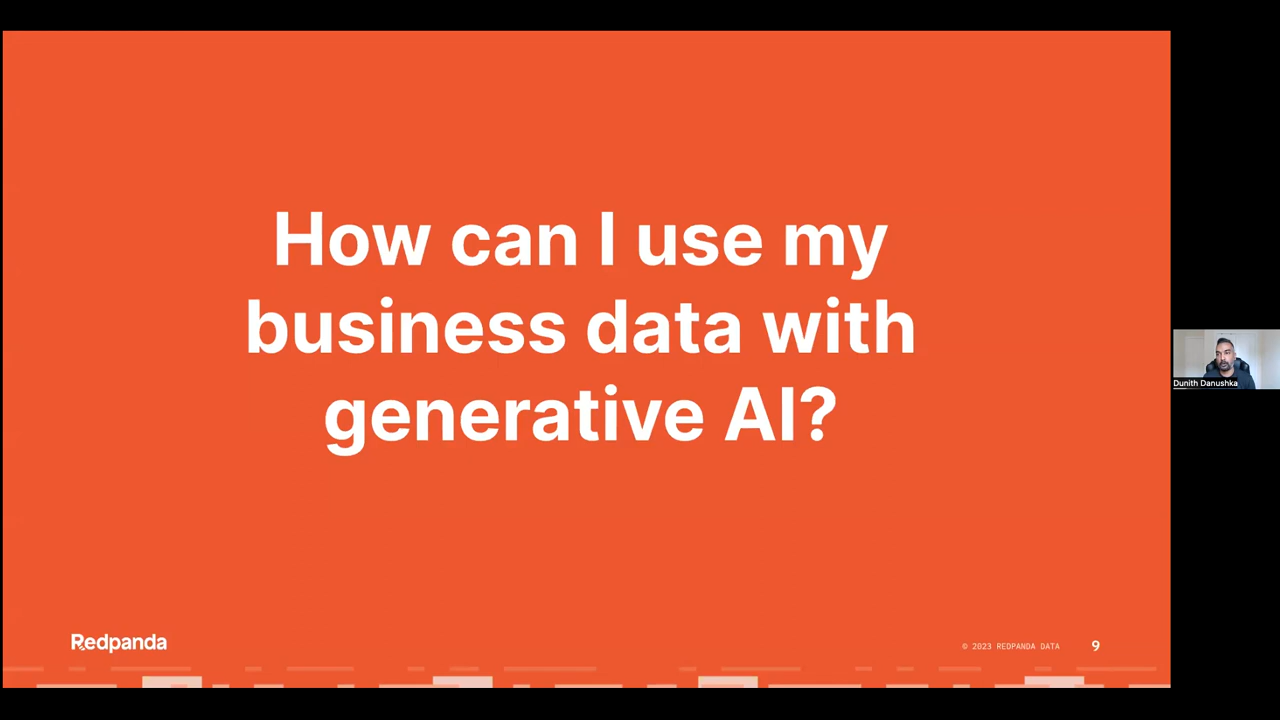 How can I use my
business data with
generative AI?
Dunith Danushka
Redpanda
© 2023 REDPANDA DATA
9